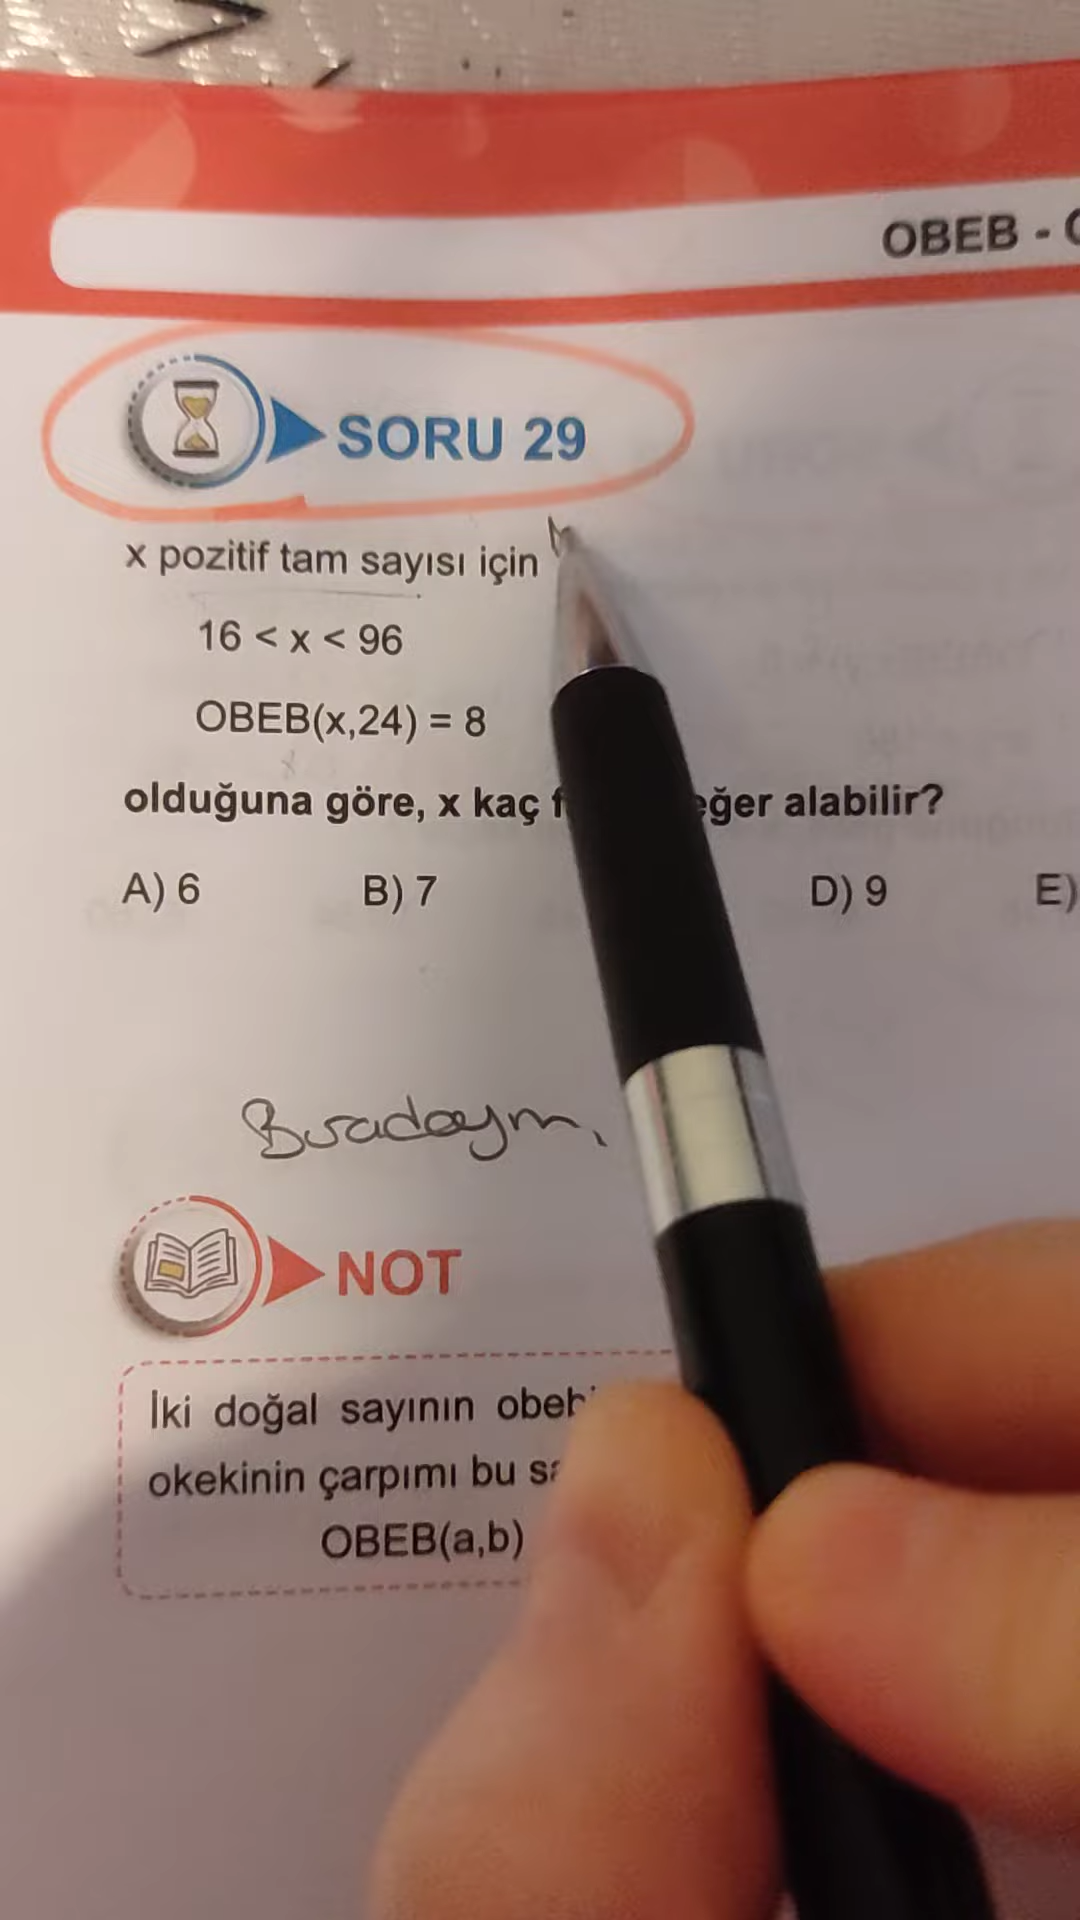 OBEB -
SORU 29
x pozitif tam sayısı için
16 < x < 96
OBEB(x,24) = 8
olduğuna göre, x kaç alabilir?
A) 6 B) 7 D) 9 E)
Buradayım
NOT
İki doğal sayının
okekinin çarpımı bu
OBEB(a,b)